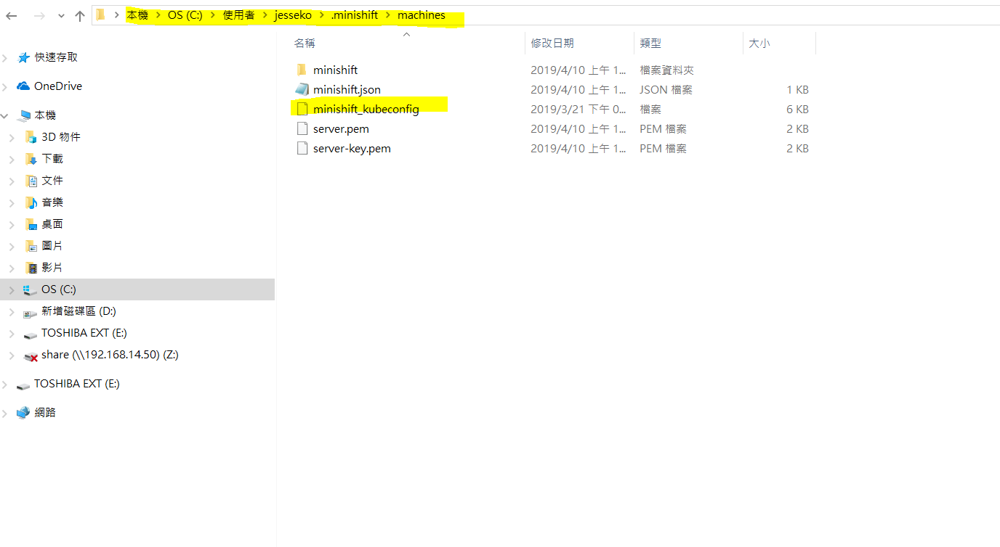 本機 > OS (C:) > 使用者 > jesseko > .minishift > machines
快速存取
OneDrive
本機
3D 物件
下載
文件
音樂
桌面
圖片
影片
OS (C:)
新增磁碟區 (D:)
TOSHIBA EXT (E:)
share (\\192.168.14.50) (Z:)
TOSHIBA EXT (E:)
網路
名稱 修改日期 類型 大小
minishift 2019/4/10 上午 1... 檔案資料夾
minishift.json 2019/4/10 上午 1... JSON 檔案 1 KB
minishift_kubeconfig 2019/3/21 下午 0... 檔案 6 KB
server.pem 2019/4/10 上午 1... PEM 檔案 2 KB
server-key.pem 2019/4/10 上午 1... PEM 檔案 2 KB